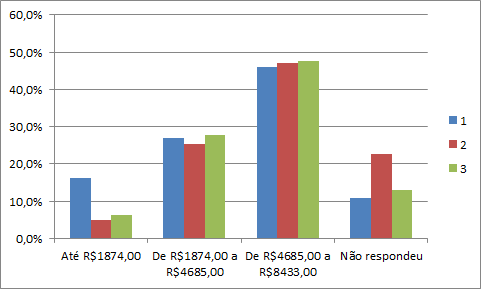 60,0%
50,0%
40,0%
30,0%
20,0%
10,0%
0,0%
Até R$1874,00
De R$1874,00 a
R$4685,00
De R$4685,00 a
R$8433,00
Não respondeu
1
2
3